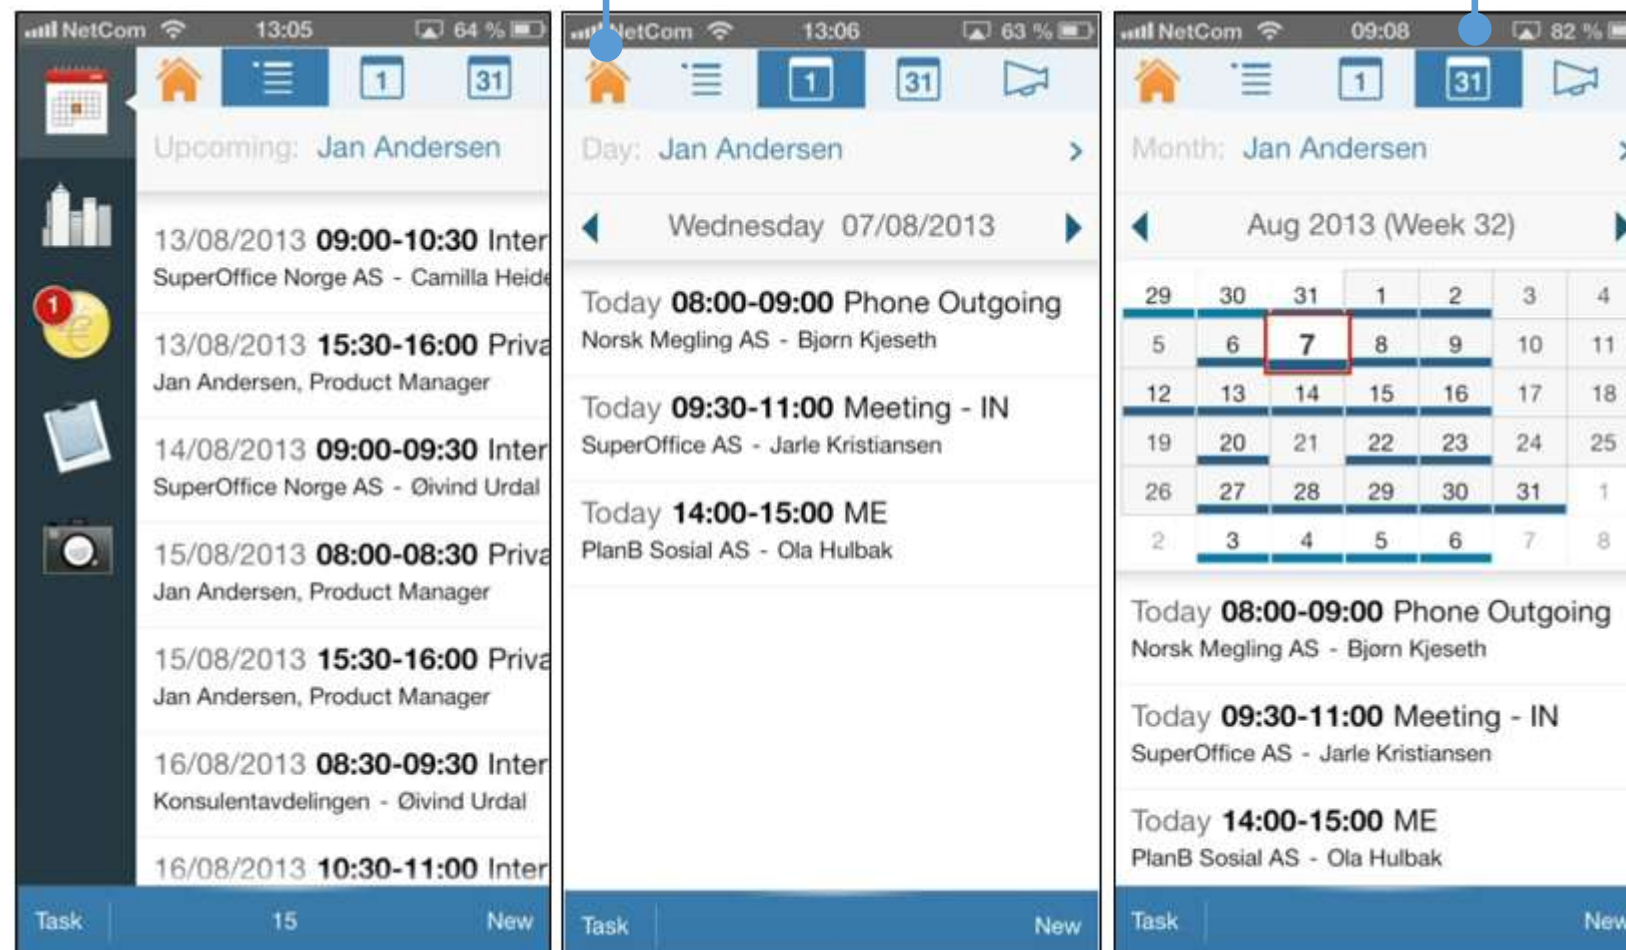 NetCom 13:05 64 %
1 31
Upcoming: Jan Andersen
13/08/2013 09:00-10:30 Inter
SuperOffice Norge AS - Camilla Heide
1
13/08/2013 15:30-16:00 Priva
Jan Andersen, Product Manager
14/08/2013 09:00-09:30 Inter
SuperOffice Norge AS - Øivind Urdal
15/08/2013 08:00-08:30 Priva
Jan Andersen, Product Manager
15/08/2013 15:30-16:00 Priva
Jan Andersen, Product Manager
16/08/2013 08:30-09:30 Inter
Konsulentavdelingen - Øivind Urdal
16/08/2013 10:30-11:00 Inter
Task 15 New
NetCom 13:06 63 %
1 31
Day: Jan Andersen
Wednesday 07/08/2013
Today 08:00-09:00 Phone Outgoing
Norsk Megling AS - Bjørn Kjeseth
Today 09:30-11:00 Meeting - IN
SuperOffice AS - Jarle Kristiansen
Today 14:00-15:00 ME
PlanB Sosial AS - Ola Hulbak
Task New
NetCom 09:08 82 %
1 31
Month: Jan Andersen
Aug 2013 (Week 32)
29 30 31 1 2 3 4
5 6 7 8 9 10 11
12 13 14 15 16 17 18
19 20 21 22 23 24 25
26 27 28 29 30 31 1
2 3 4 5 6 7 8
Today 08:00-09:00 Phone Outgoing
Norsk Megling AS - Bjørn Kjeseth
Today 09:30-11:00 Meeting - IN
SuperOffice AS - Jarle Kristiansen
Today 14:00-15:00 ME
PlanB Sosial AS - Ola Hulbak
Task New